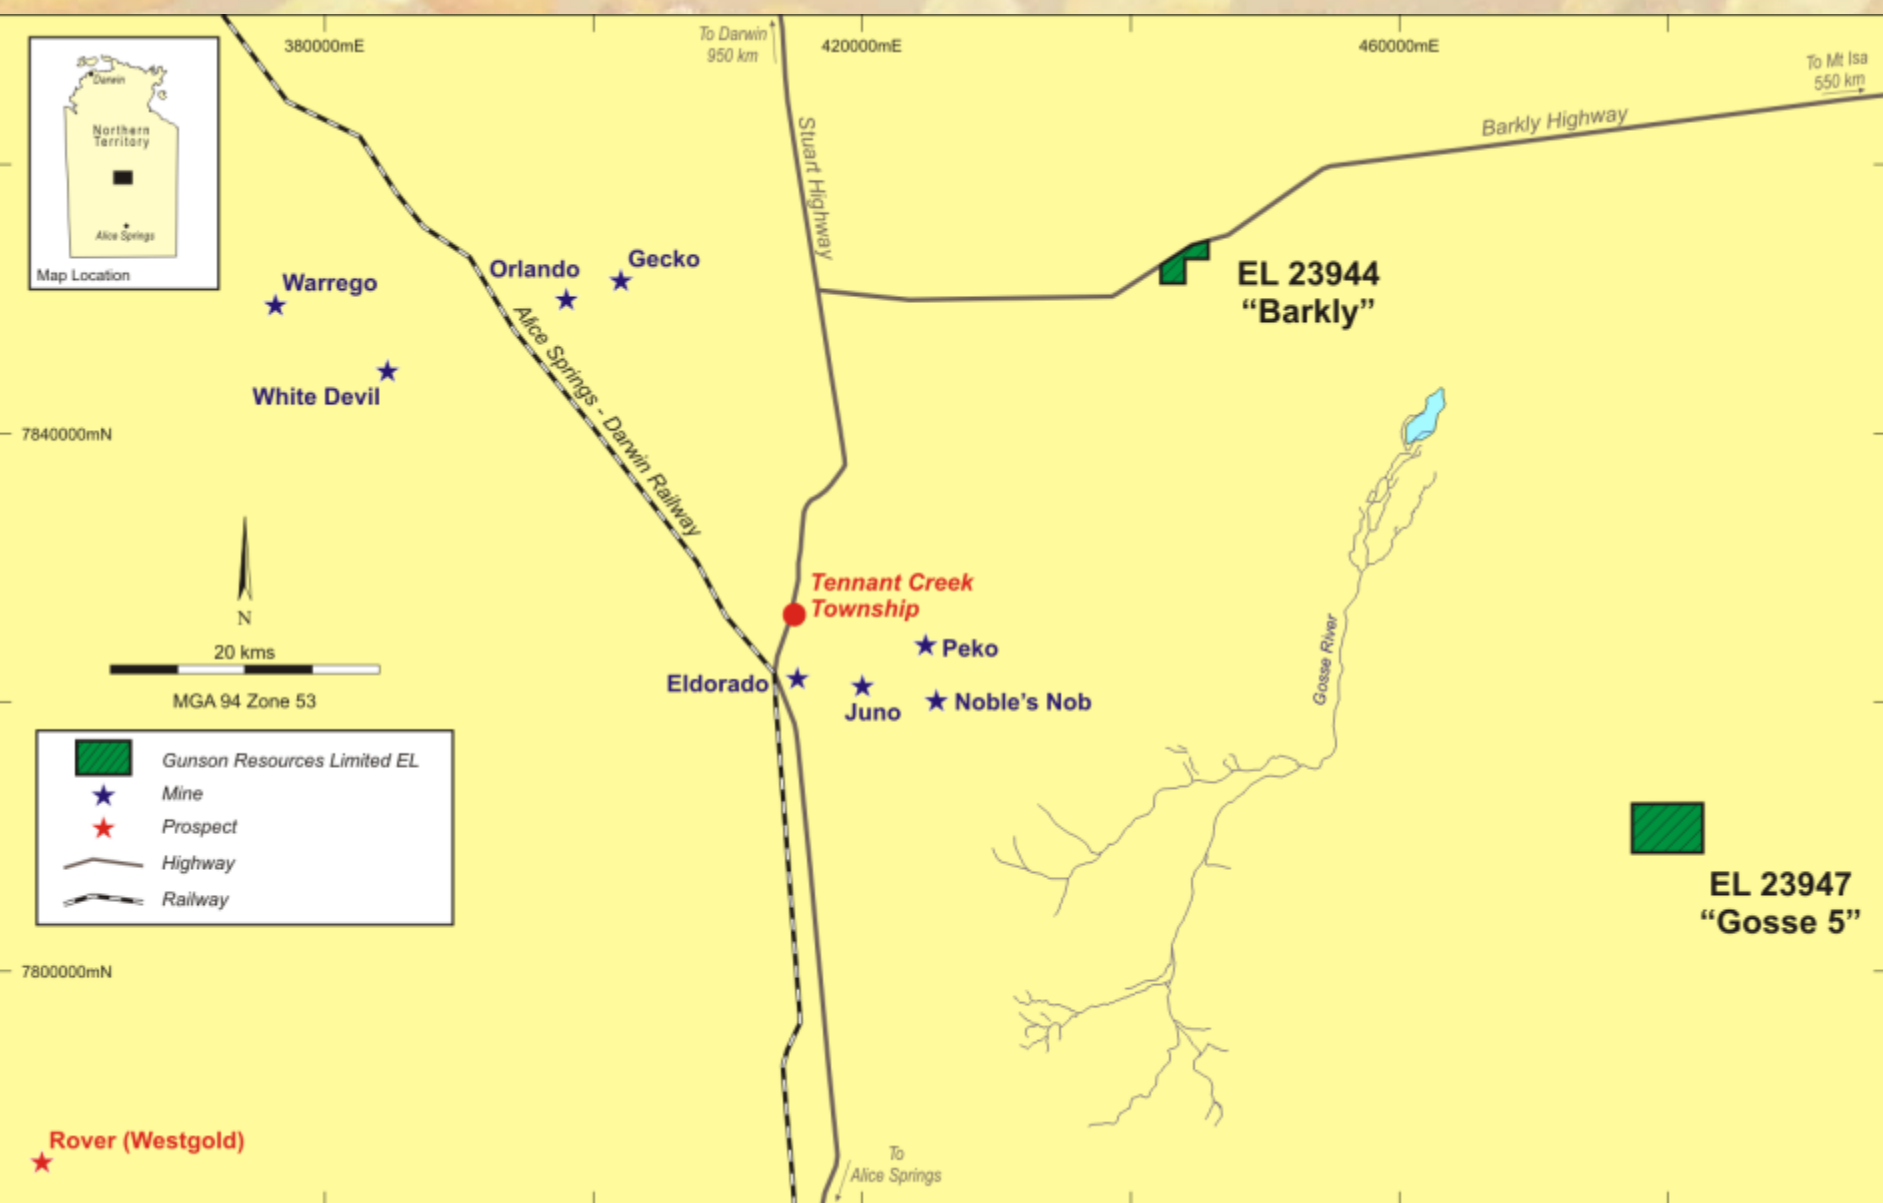 To Darwin
950 km
380000mE
420000mE
460000mE
To Mt Isa
550 km
Darwin
Northern
Territory
Alice Springs
Map Location
Stuart Highway
Barkly Highway
Warrego
Orlando
Gecko
EL 23944
“Barkly”
White Devil
Alice Springs - Darwin Railway
7840000mN
N
20 kms
MGA 94 Zone 53
Tennant Creek
Township
Peko
Eldorado
Juno
Noble’s Nob
Gosse River
Gunson Resources Limited EL
Mine
Prospect
Highway
Railway
EL 23947
“Gosse 5”
7800000mN
Rover (Westgold)
To
Alice Springs